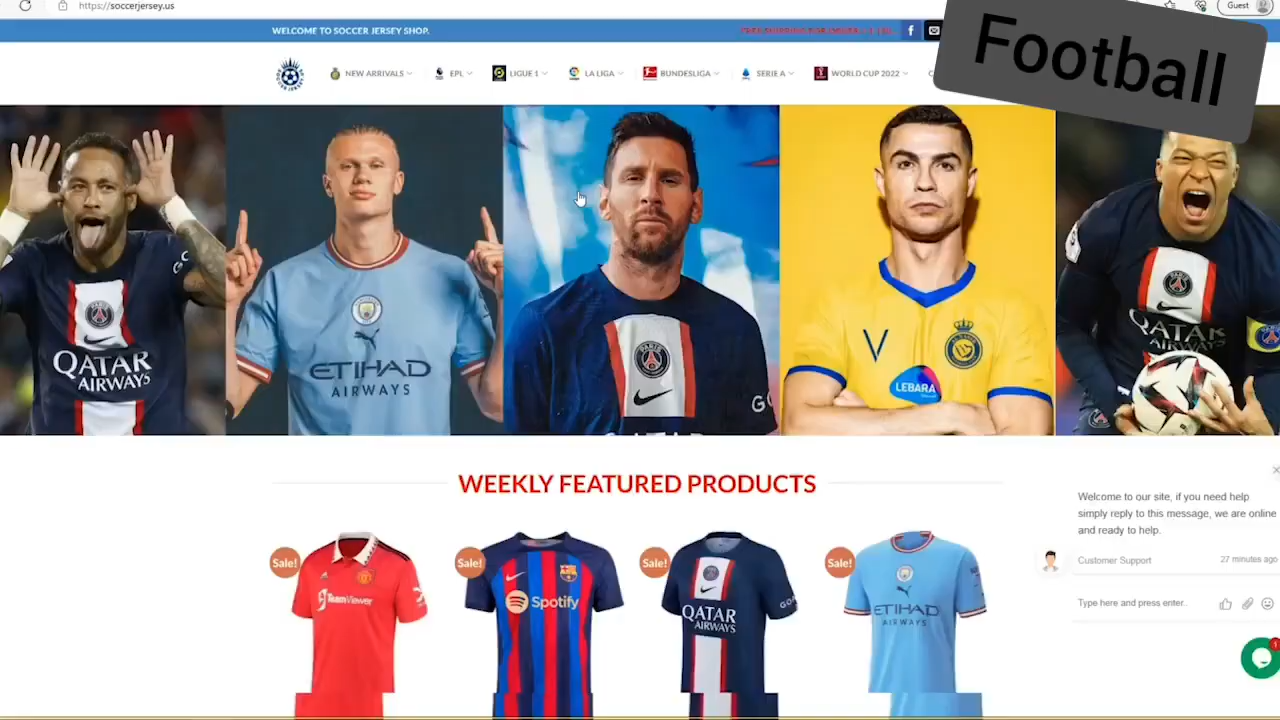 https://soccerjersey.us
Guest
WELCOME TO SOCCER JERSEY SHOP.
Football
NEW ARRIVALS
EPL
LIGUE 1
LA LIGA
BUNDESLIGA
SERIE A
WORLD CUP 2022
QATAR
AIRWAYS
ETIHAD
AIRWAYS
V
LEBARA
QATAR
AIRWAYS
WEEKLY FEATURED PRODUCTS
Welcome to our site, if you need help
simply reply to this message, we are online
and ready to help.
Customer Support
27 minutes ago
Type here and press enter..
1
Sale!
TeamViewer
Sale!
Spotify
Sale!
QATAR
AIRWAYS
GOA
Sale!
ETIHAD
AIRWAYS